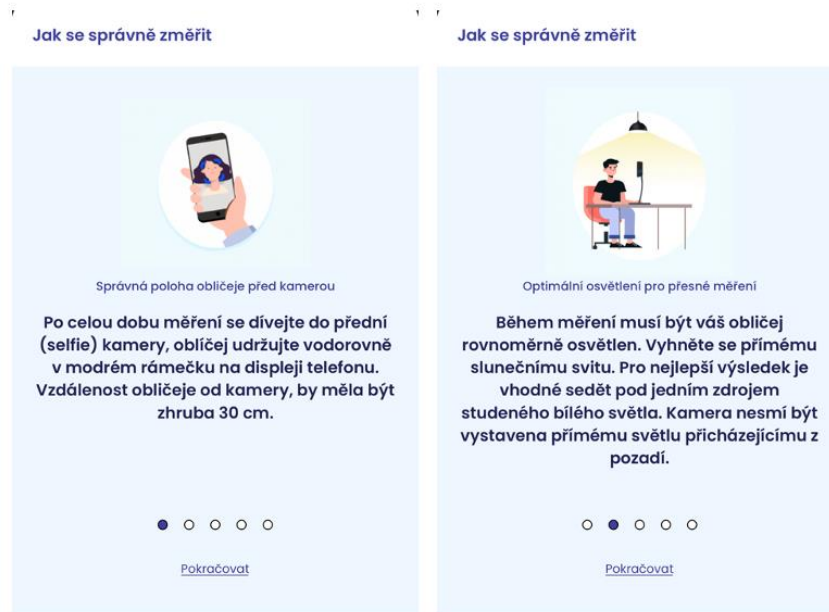 Jak se správně změřit
Správná poloha obličeje před kamerou
Po celou dobu měření se dívejte do přední
(selfie) kamery, oblíčej udržujte vodorovně
v modrém rámečku na displeji telefonu.
Vzdálenost obličeje od kamery, by měla být
zhruba 30 cm.
Pokračovat
Jak se správně změřit
Optimální osvětlení pro přesné měření
Během měření musí být váš obličej
rovnoměrně osvětlen. Vyhněte se přímému
slunečnímu svitu. Pro nejlepší výsledek je
vhodné sedět pod jedním zdrojem
studeného bílého světla. Kamera nesmí být
vystavena přímému světlu přicházejícímu z
pozadí.
Pokračovat